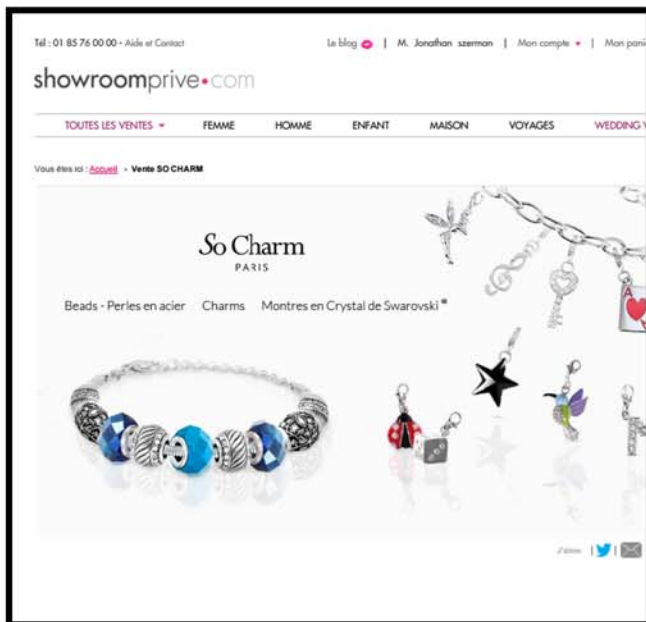 Tél : 01 85 76 00 00 - Aide et Contact
Le blog | M. Jonathan szerman | Mon compte | Mon pani
showroomprive.com
TOUTES LES VENTES FEMME HOMME ENFANT MAISON VOYAGES WEDDING
Vous êtes ici : Accueil > Vente SO CHARM
So Charm
PARIS
Beads - Perles en acier Charms Montres en Crystal de Swarovski
A
J'aime